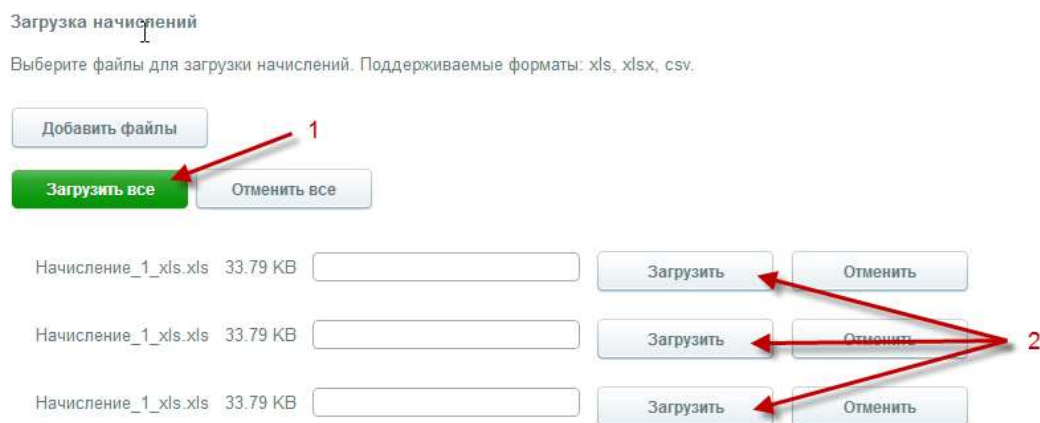 Загрузка начислений
Выберите файлы для загрузки начислений. Поддерживаемые форматы: xls, xlsx, csv.
Добавить файлы
1
Загрузить все Отменить все
Начисление_1_xls.xls 33.79 KB Загрузить Отменить
Начисление_1_xls.xls 33.79 KB Загрузить Отменить 2
Начисление_1_xls.xls 33.79 KB Загрузить Отменить